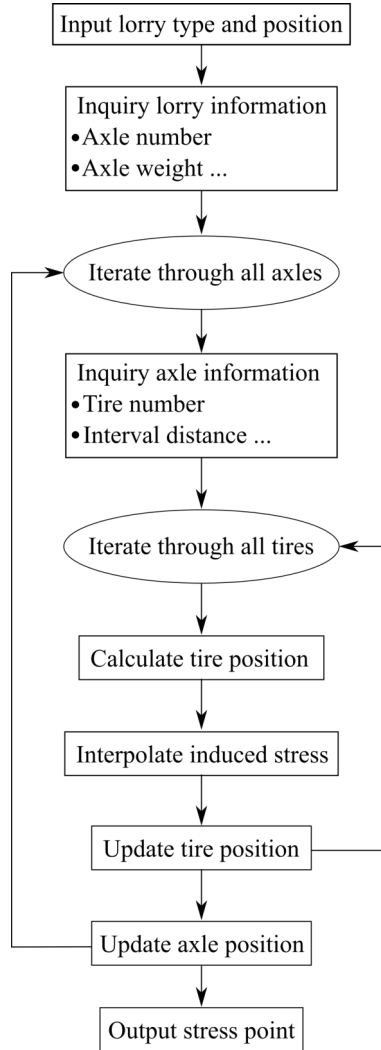 Input lorry type and position
Inquiry lorry information
•Axle number
•Axle weight ...
Iterate through all axles
Inquiry axle information
•Tire number
•Interval distance ...
Iterate through all tires
Calculate tire position
Interpolate induced stress
Update tire position
Update axle position
Output stress point